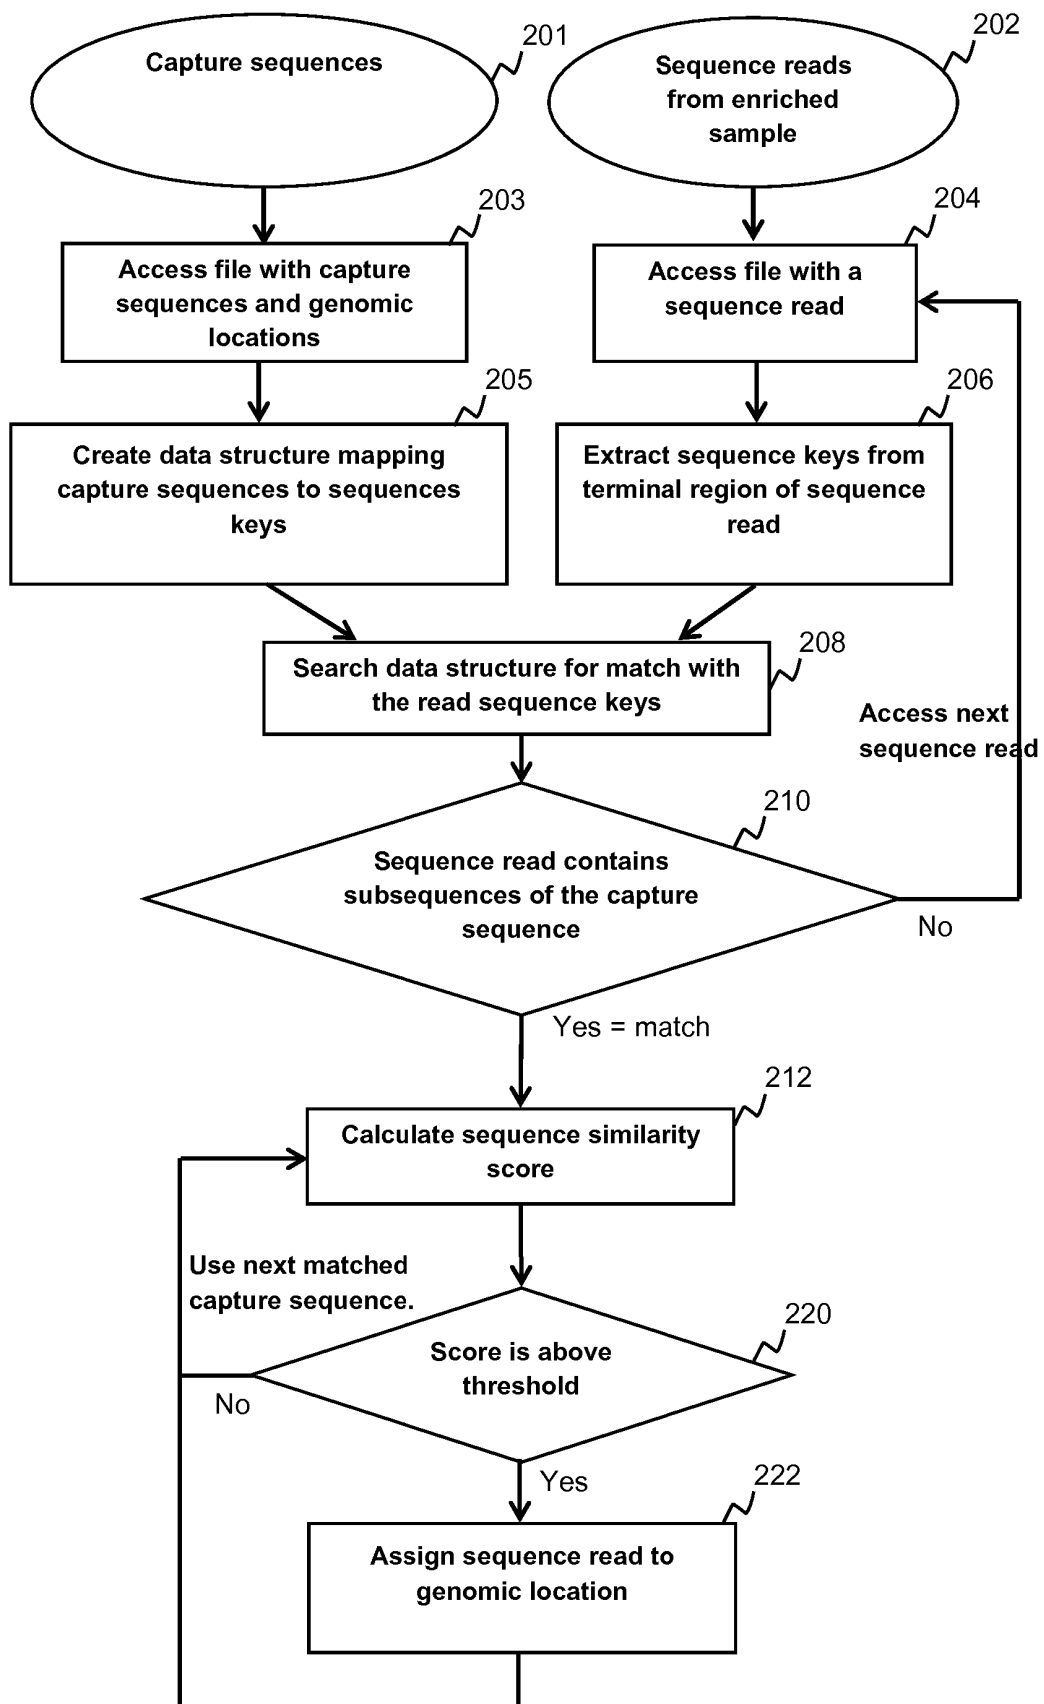 201
Capture sequences
202
Sequence reads
from enriched
sample
203
Access file with capture
sequences and genomic
locations
204
Access file with a
sequence read
205
Create data structure mapping
capture sequences to sequences
keys
206
Extract sequence keys from
terminal region of sequence
read
208
Search data structure for match with
the read sequence keys
Access next
sequence read
210
Sequence read contains
subsequences of the capture
sequence
No
Yes = match
212
Calculate sequence similarity
score
Use next matched
capture sequence.
220
Score is above
threshold
No
Yes
222
Assign sequence read to
genomic location